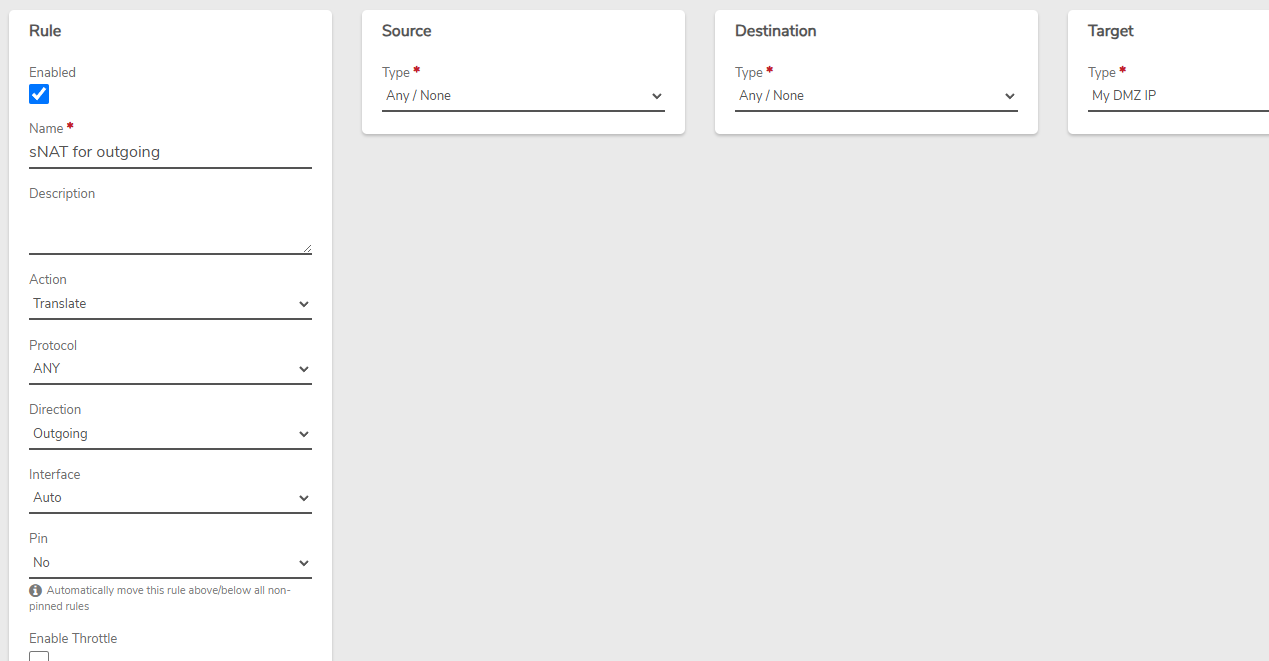 Rule
Enabled
Name *
sNAT for outgoing
Description
Action
Translate
Protocol
ANY
Direction
Outgoing
Interface
Auto
Pin
No
Automatically move this rule above/below all non-
pinned rules
Enable Throttle
Source
Type *
Any / None
Destination
Type *
Any / None
Target
Type *
My DMZ IP